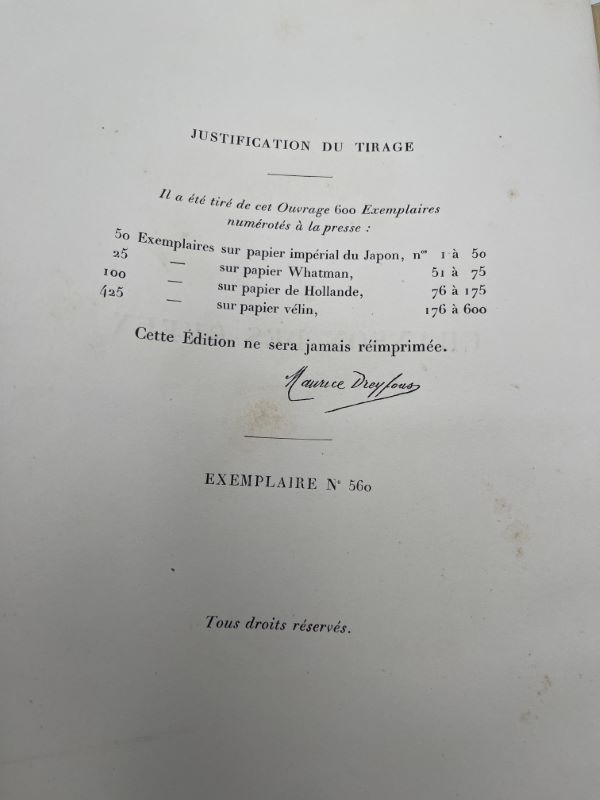 JUSTIFICATION DU TIRAGE
Il a été tiré de cet Ouvrage 600 Exemplaires
numérotés à la presse :
50 Exemplaires sur papier impérial du Japon, nos 1 à 50
25 — sur papier Whatman, 51 à 75
100 — sur papier de Hollande, 76 à 175
425 — sur papier vélin, 176 à 600
Cette Édition ne sera jamais réimprimée.
Maurice Dreyfous
EXEMPLAIRE No 560
Tous droits réservés.